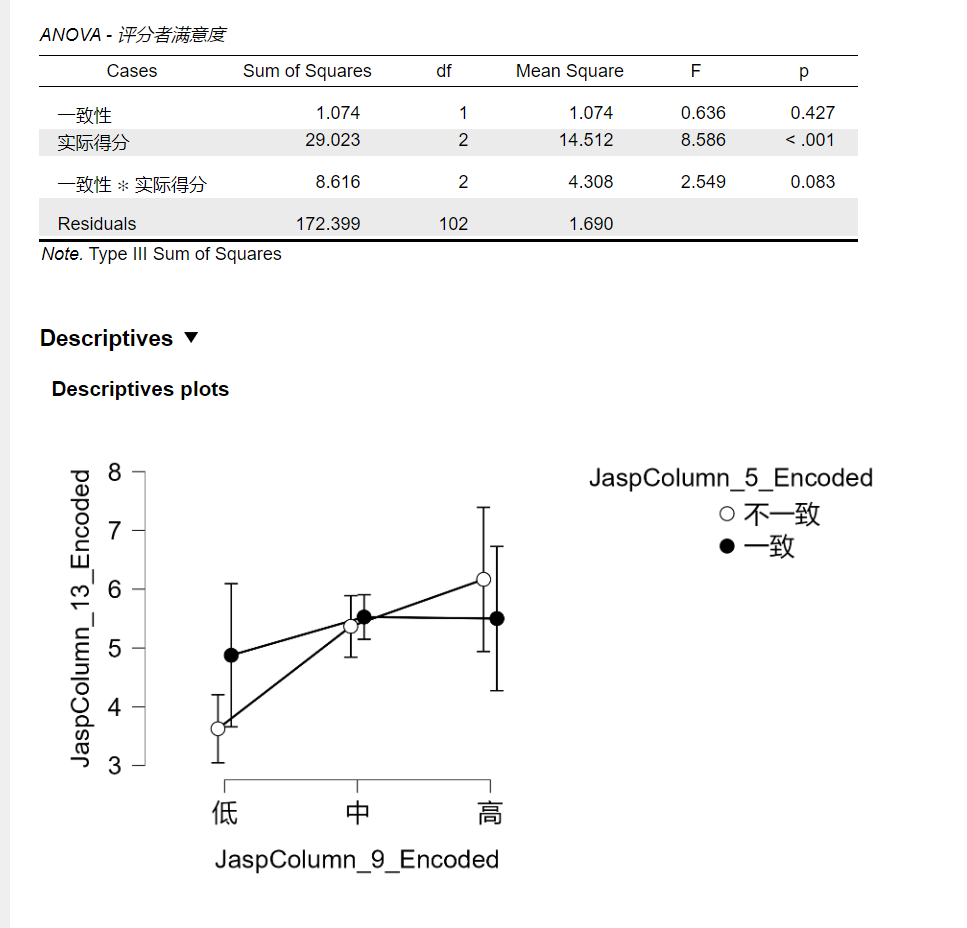 ANOVA - 评分者满意度
Cases Sum of Squares df Mean Square F p
一致性 1.074 1 1.074 0.636 0.427
实际得分 29.023 2 14.512 8.586 < .001
一致性 ✻ 实际得分 8.616 2 4.308 2.549 0.083
Residuals 172.399 102 1.690
Note. Type III Sum of Squares
Descriptives ▼
Descriptives plots
JaspColumn_13_Encoded
8
7
6
5
4
3
低 中 高
JaspColumn_9_Encoded
JaspColumn_5_Encoded
不一致
一致